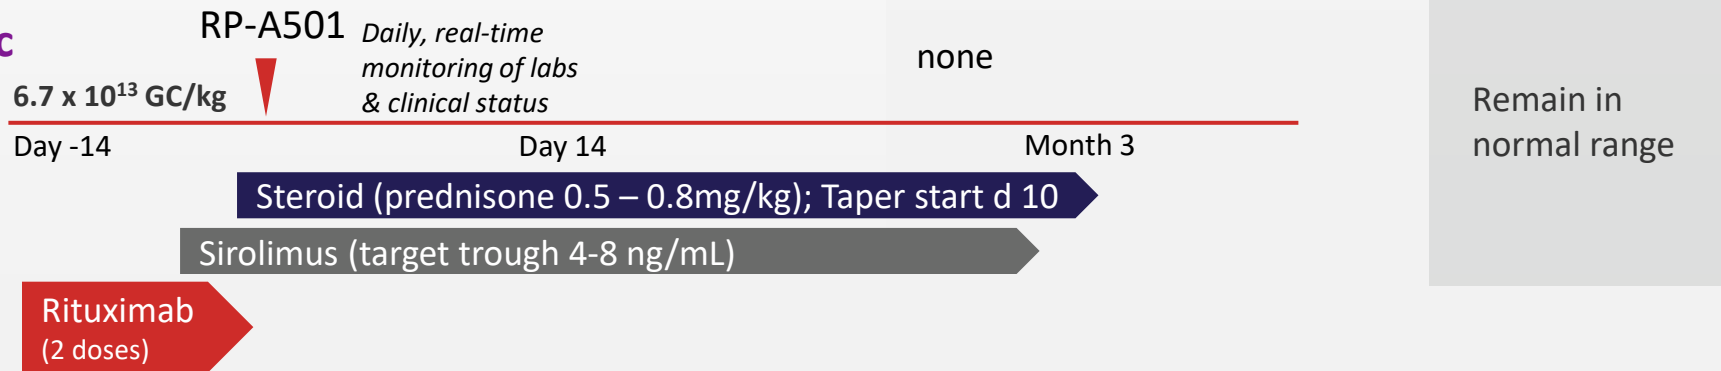 c
RP-A501
Daily, real-time
monitoring of labs
& clinical status
6.7 x 10¹³ GC/kg
none
Remain in
normal range
Day -14
Day 14
Month 3
Steroid (prednisone 0.5 – 0.8mg/kg); Taper start d 10
Sirolimus (target trough 4-8 ng/mL)
Rituximab
(2 doses)